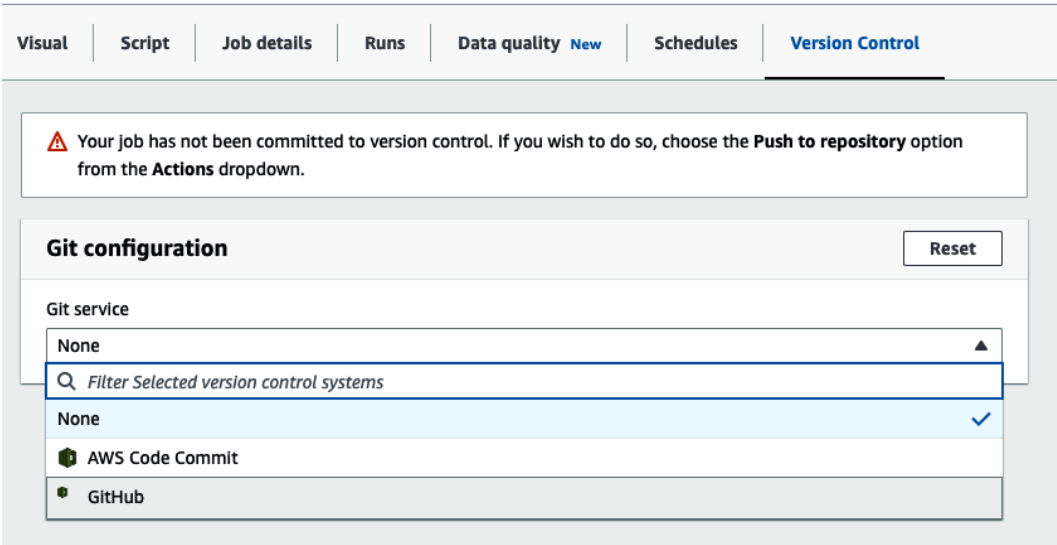 Visual Script Job details Runs Data quality New Schedules Version Control
Your job has not been committed to version control. If you wish to do so, choose the Push to repository option
from the Actions dropdown.
Git configuration Reset
Git service
None
Filter Selected version control systems
None
AWS Code Commit
GitHub